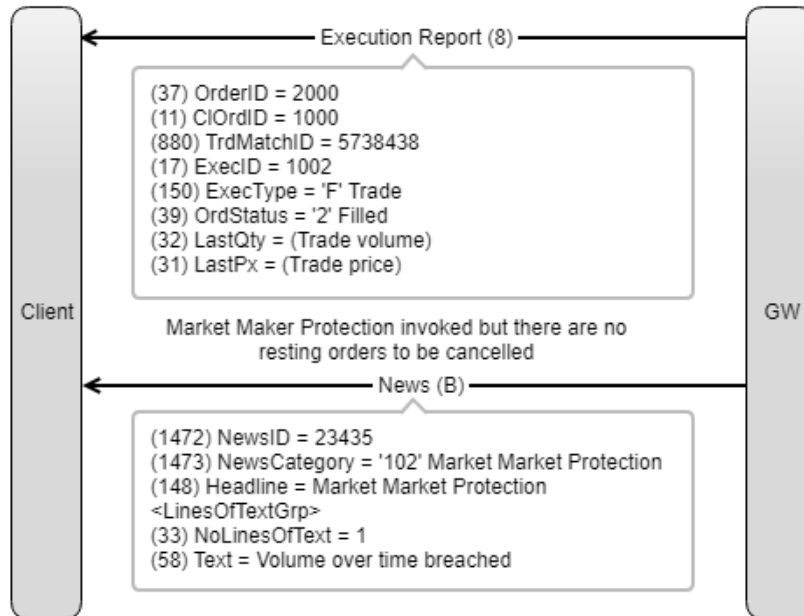 Execution Report (8)
(37) OrderID = 2000
(11) ClOrdID = 1000
(880) TrdMatchID = 5738438
(17) ExecID = 1002
(150) ExecType = 'F' Trade
(39) OrdStatus = '2' Filled
(32) LastQty = (Trade volume)
(31) LastPx = (Trade price)
Client
GW
Market Maker Protection invoked but there are no
resting orders to be cancelled
News (B)
(1472) NewsID = 23435
(1473) NewsCategory = '102' Market Market Protection
(148) Headline = Market Market Protection
<LinesOfTextGrp>
(33) NoLinesOfText = 1
(58) Text = Volume over time breached